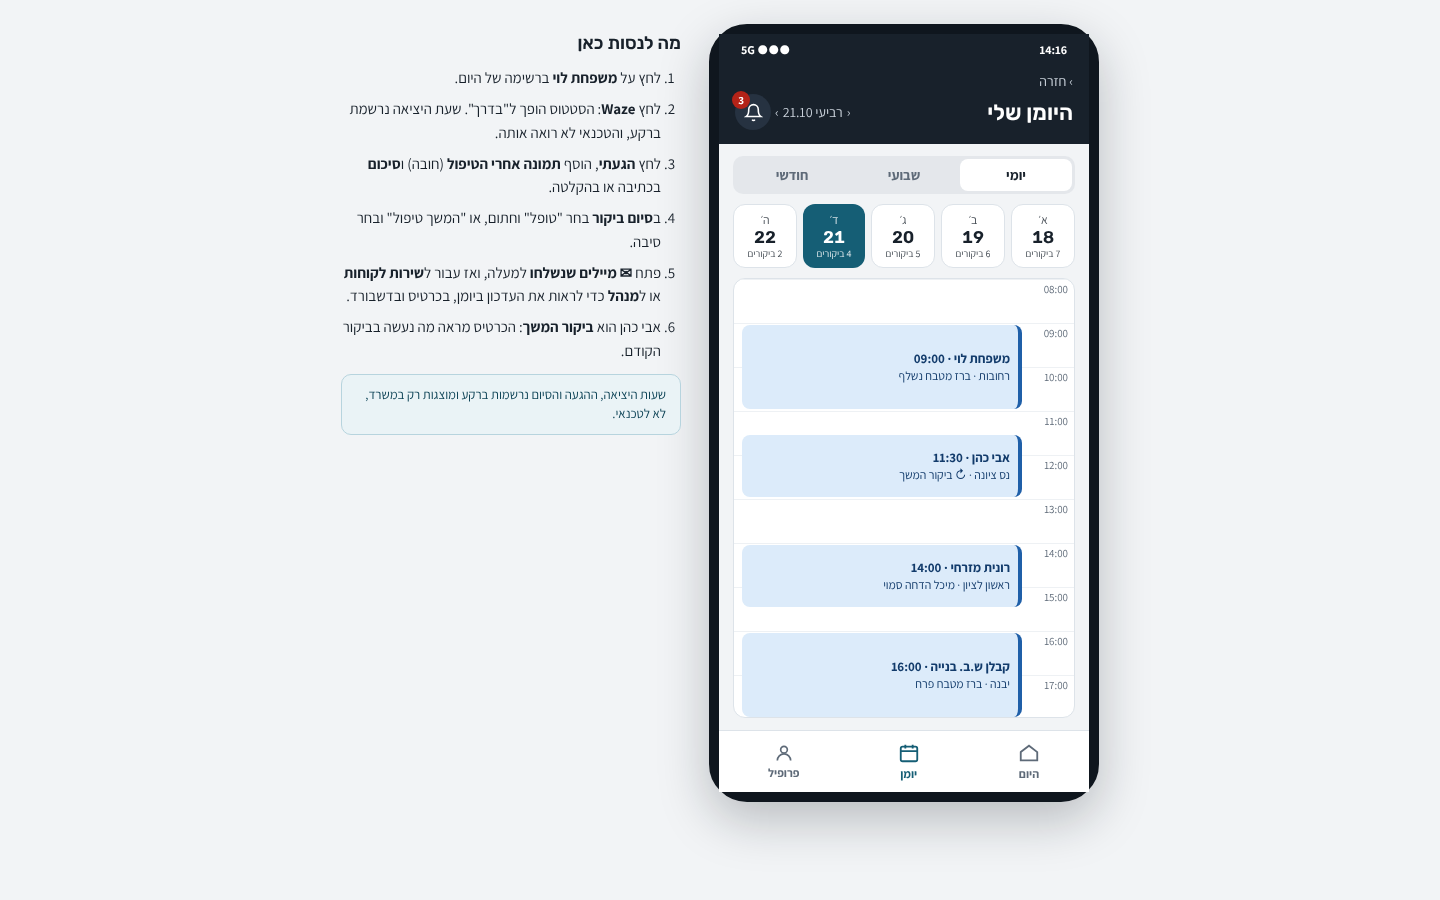 14:16
5G
‹ חזרה
היומן שלי
‹ רביעי 21.10 ›
3
יומי
שבועי
חודשי
א׳
18
7 ביקורים
ב׳
19
6 ביקורים
ג׳
20
5 ביקורים
ד׳
21
4 ביקורים
ה׳
22
2 ביקורים
08:00
09:00
משפחת לוי · 09:00
רחובות · ברז מטבח נשלף
10:00
11:00
אבי כהן · 11:30
נס ציונה · ↻ ביקור המשך
12:00
13:00
14:00
רונית מזרחי · 14:00
ראשון לציון · מיכל הדחה סמוי
15:00
16:00
קבלן ש.ב. בנייה · 16:00
יבנה · ברז מטבח פרח
17:00
היום
יומן
פרופיל
מה לנסות כאן
1. לחץ על משפחת לוי ברשימה של היום.
2. לחץ Waze: הסטטוס הופך ל"בדרך". שעת היציאה נרשמת
ברקע, והטכנאי לא רואה אותה.
3. לחץ הגעתי, הוסף תמונה אחרי הטיפול (חובה) וסיכום
בכתיבה או בהקלטה.
4. בסיום ביקור בחר "טופל" וחתום, או "המשך טיפול" ובחר
סיבה.
5. פתח ✉ מיילים שנשלחו למעלה, ואז עבור לשירות לקוחות
או למנהל כדי לראות את העדכון ביומן, בכרטיס ובדשבורד.
6. אבי כהן הוא ביקור המשך: הכרטיס מראה מה נעשה בביקור
הקודם.
שעות היציאה, ההגעה והסיום נרשמות ברקע ומוצגות רק במשרד,
לא לטכנאי.